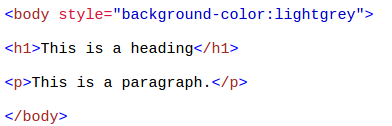 <body style="background-color:lightgrey">
<h1>This is a heading</h1>
<p>This is a paragraph.</p>
</body>